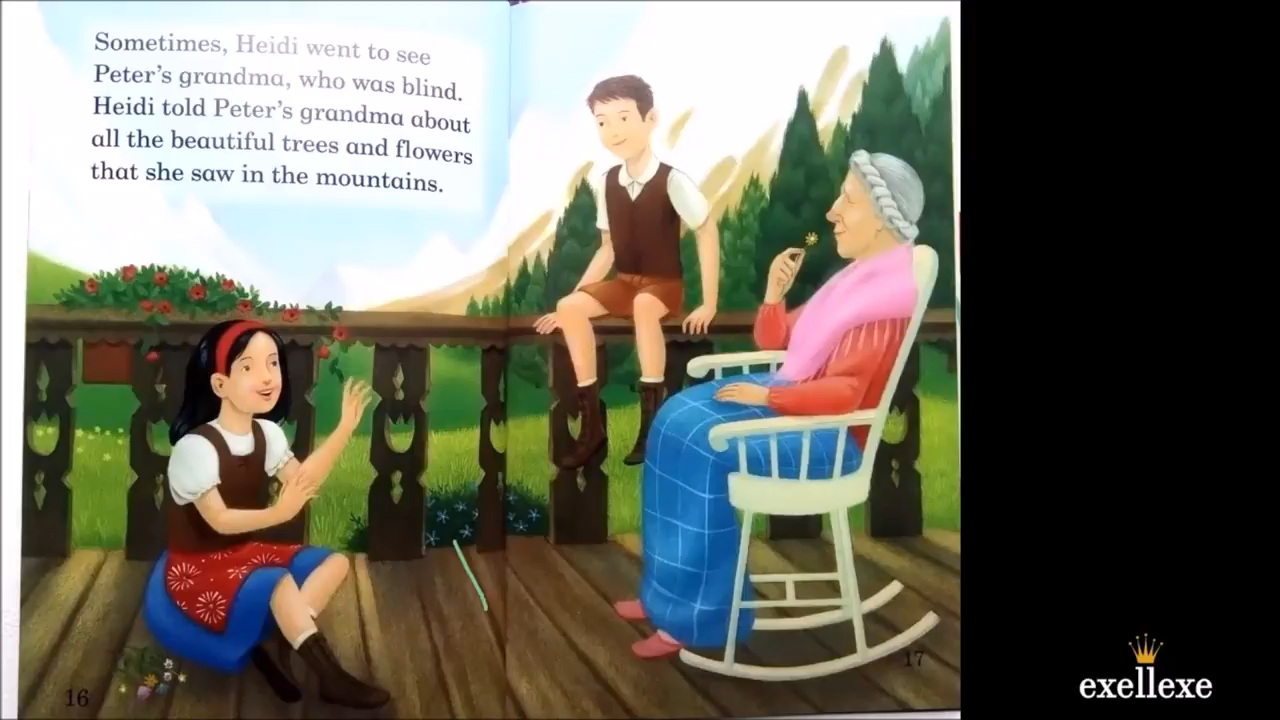 Sometimes, Heidi went to see
Peter's grandma, who was blind.
Heidi told Peter's grandma about
all the beautiful trees and flowers
that she saw in the mountains.
16
17
exellexe